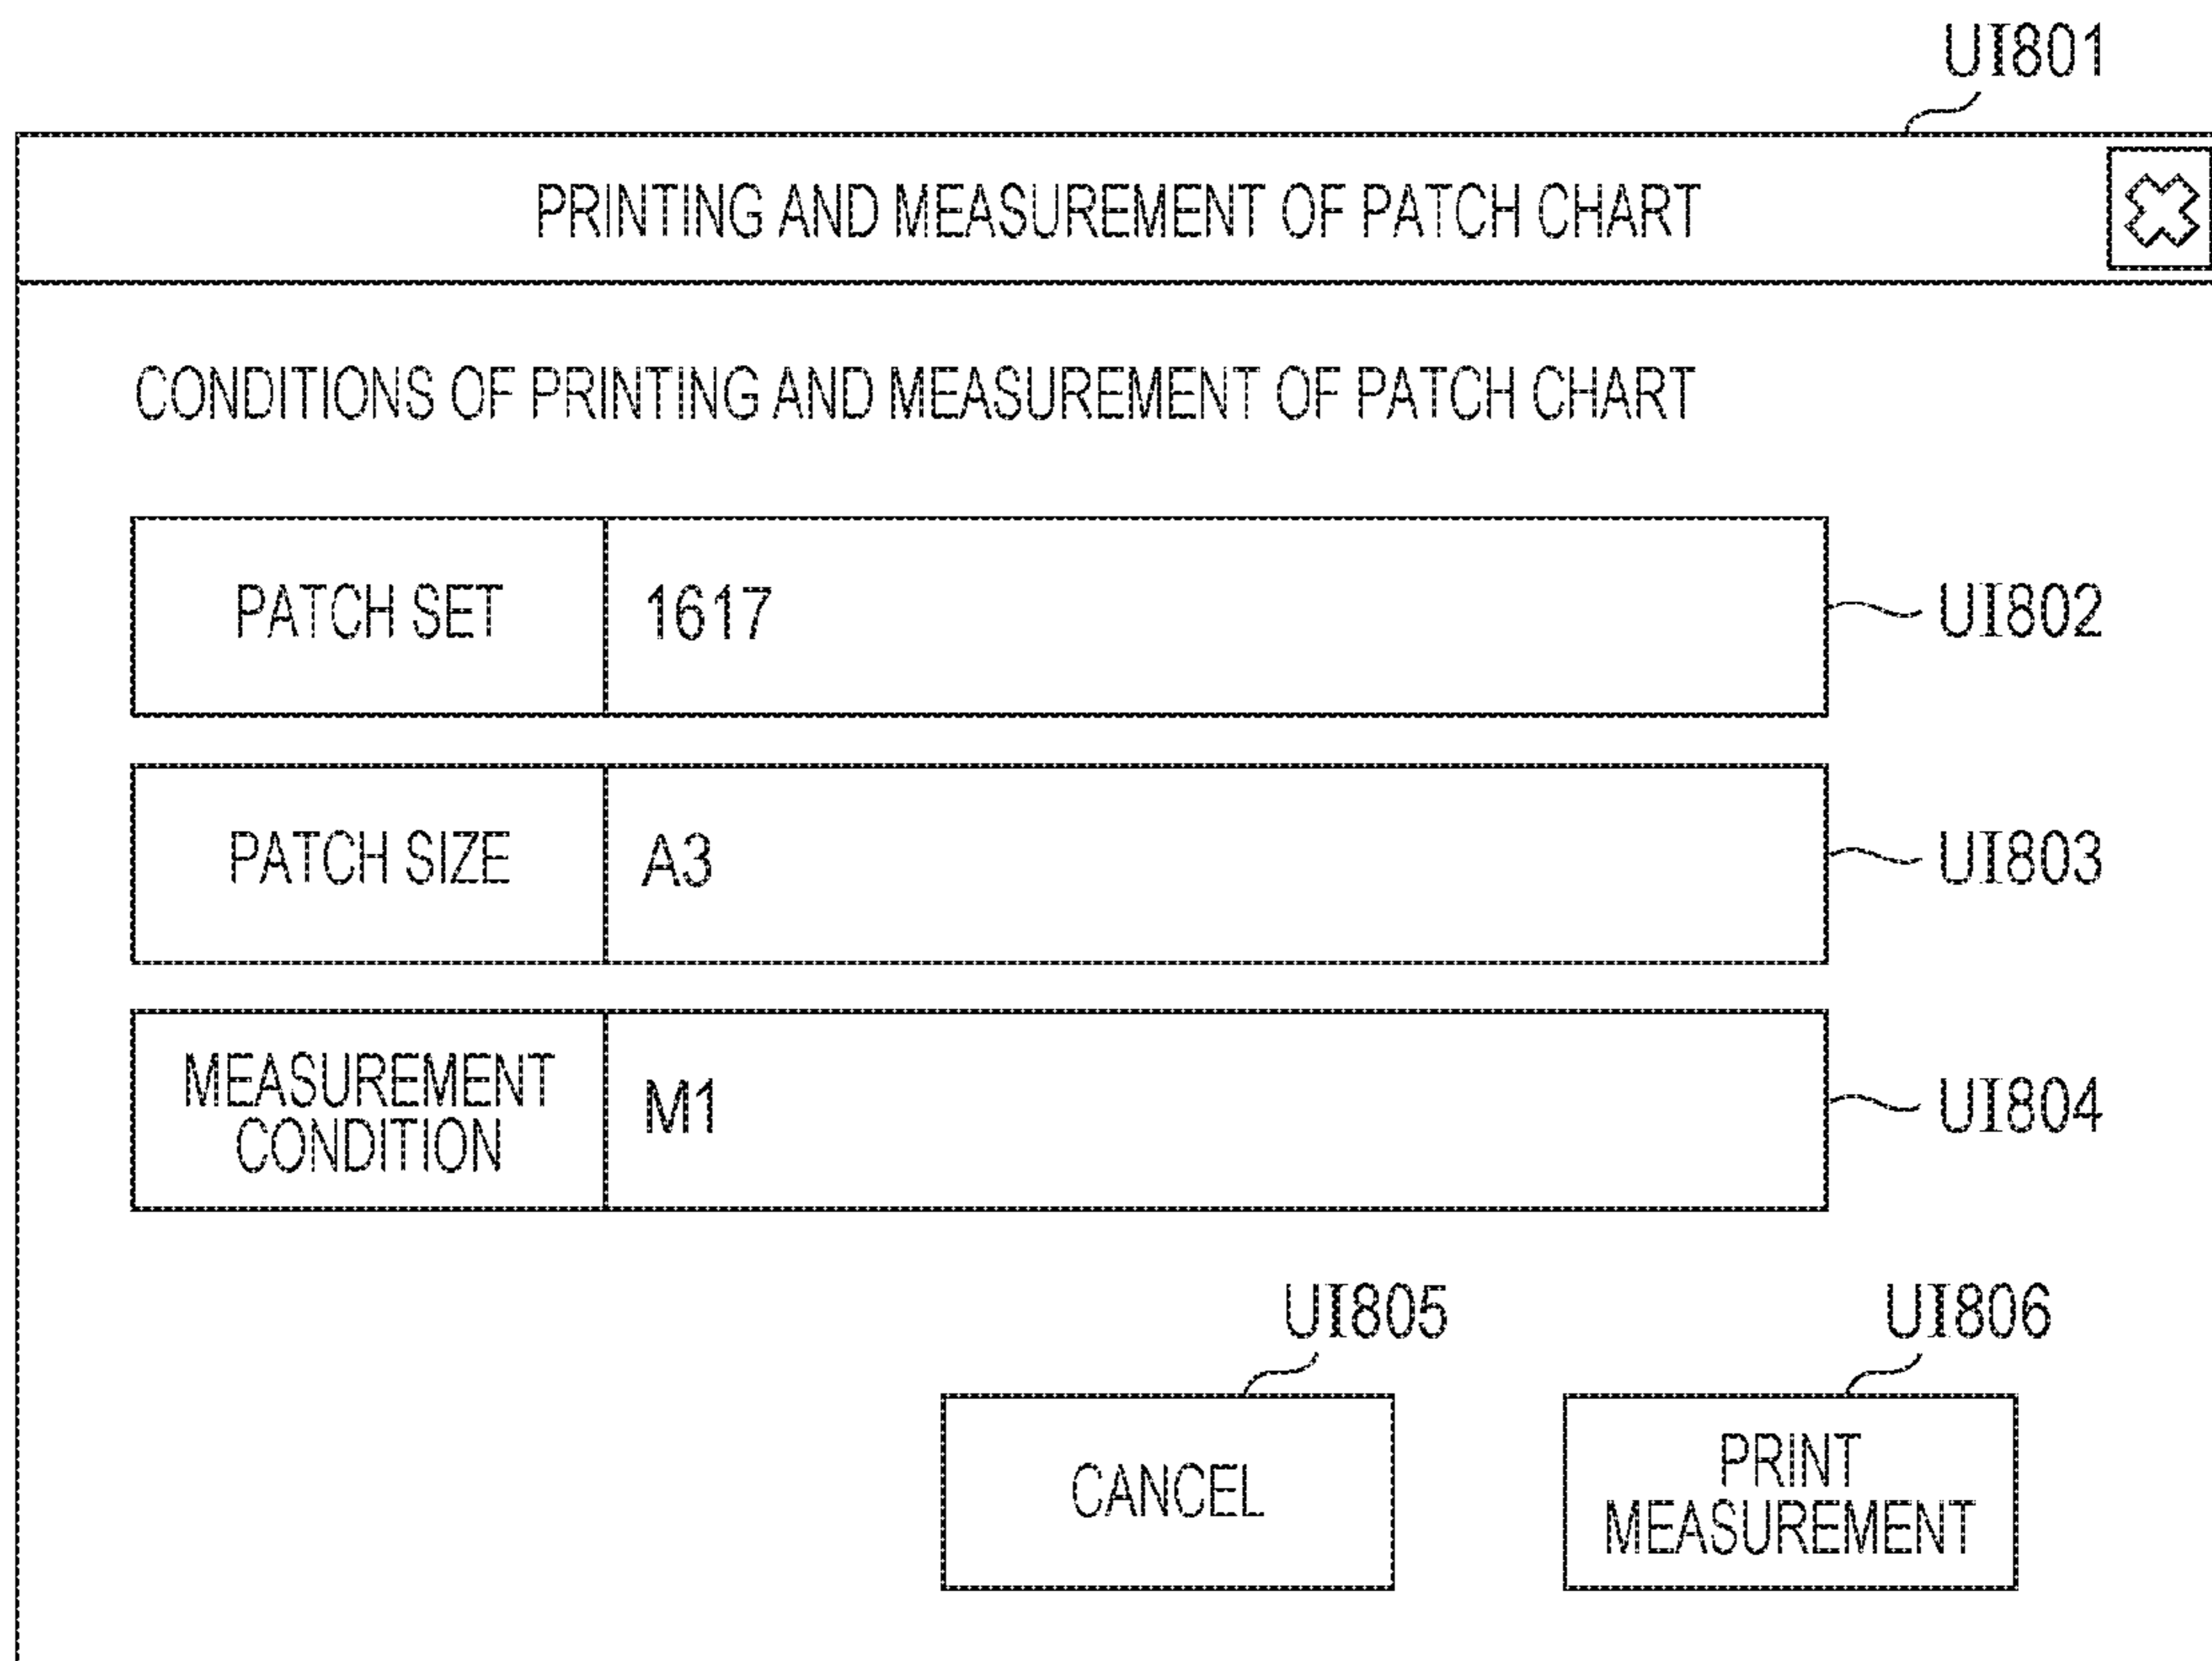 UI801
PRINTING AND MEASUREMENT OF PATCH CHART
CONDITIONS OF PRINTING AND MEASUREMENT OF PATCH CHART
PATCH SET 1617 UI802
PATCH SIZE A3 UI803
MEASUREMENT
CONDITION
M1 UI804
UI805 UI806
CANCEL
PRINT
MEASUREMENT